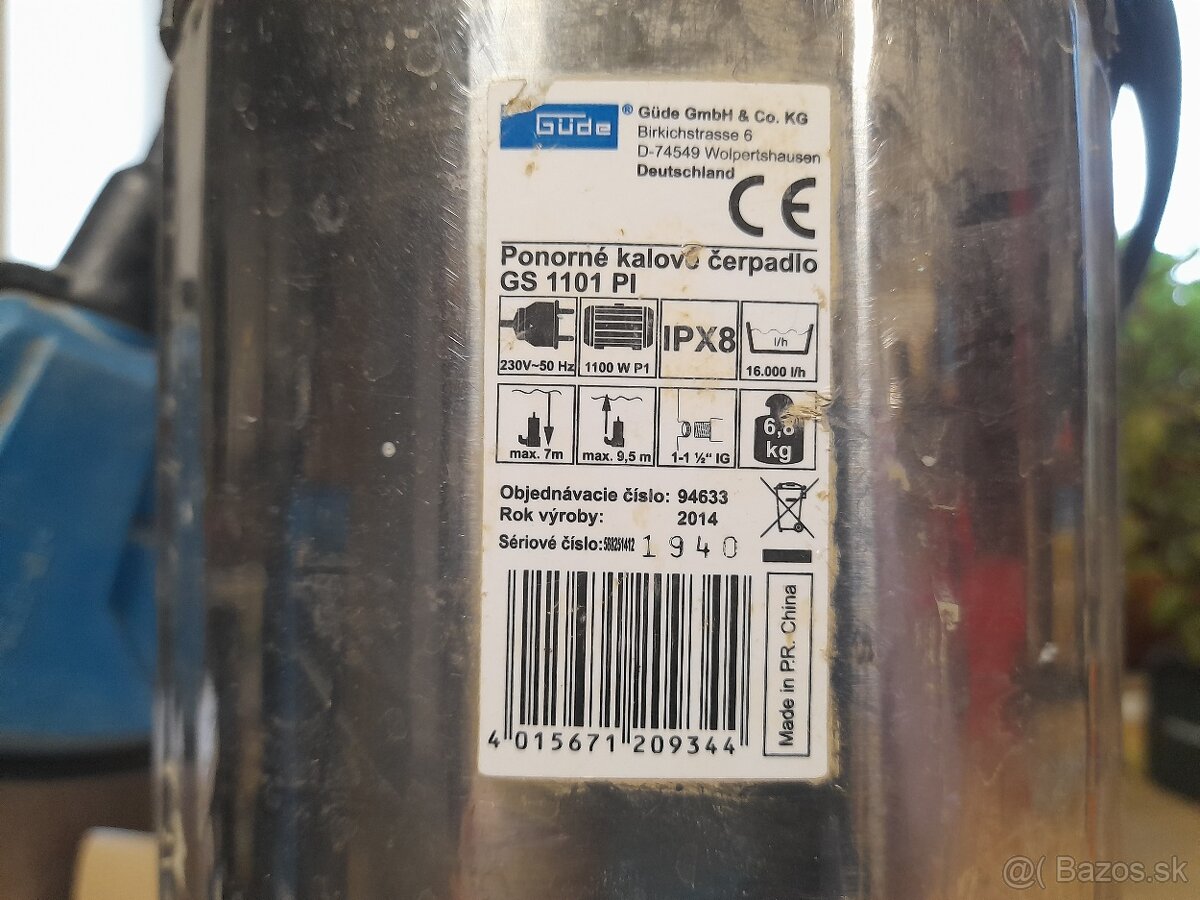 Güde ® Güde GmbH & Co. KG
Birkichstrasse 6
D-74549 Wolpertshausen
Deutschland
CE
Ponorné kalové čerpadlo
GS 1101 PI
230V~50 Hz 1100 W P1 IPX8 l/h 16.000 l/h
max. 7m max. 9,5 m 1-1 ½“ IG 6,8 kg
Objednávacie číslo: 94633
Rok výroby: 2014
Sériové číslo: 508251412 1940
Made in P.R. China
4 015671 209344
@( Bazos.sk